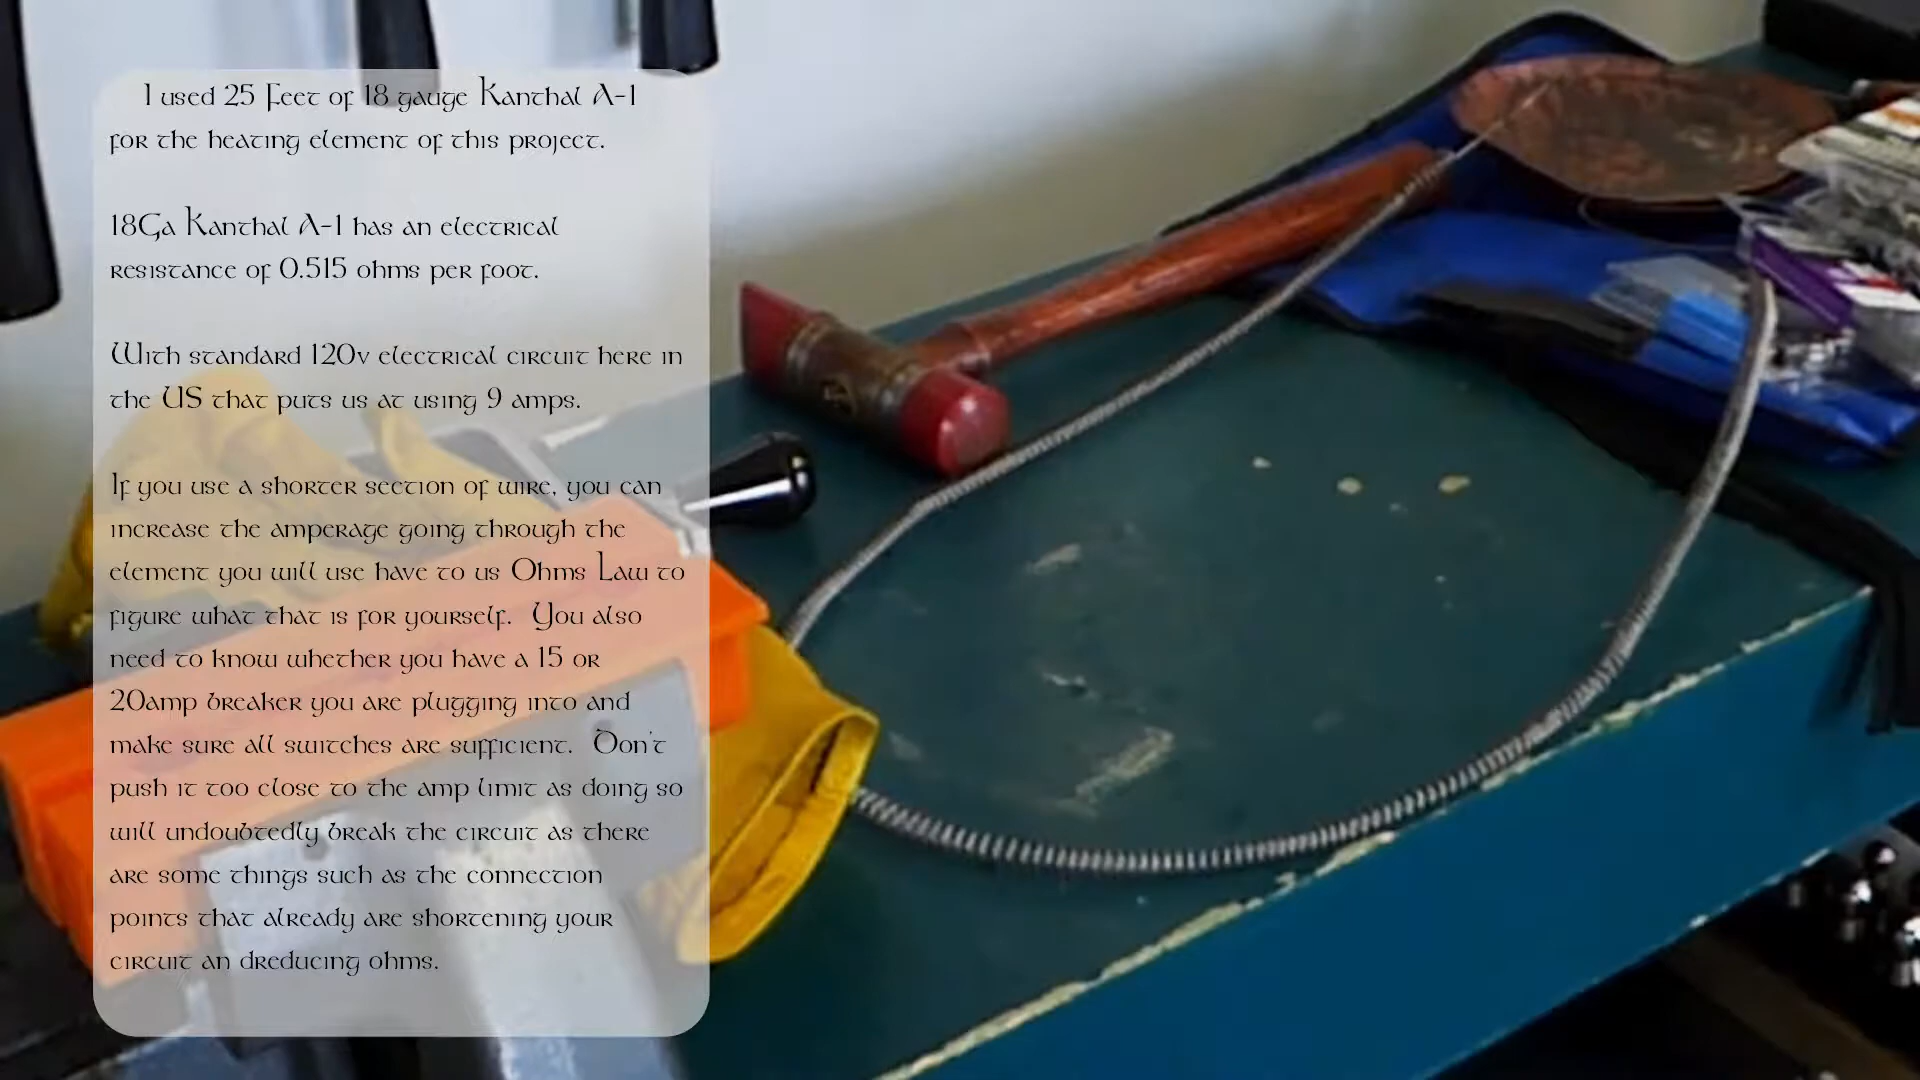 I used 25 Feet of 18 gauge Kanthal A-1
for the heating element of this project.
18Ga Kanthal A-1 has an electrical
resistance of 0.515 ohms per foot.
With standard 120v electrical circuit here in
the US that puts us at using 9 amps.
If you use a shorter section of wire, you can
increase the amperage going through the
element you will use have to us Ohms Law to
figure what that is for yourself.  You also
need to know whether you have a 15 or
20amp breaker you are plugging into and
make sure all switches are sufficient.  Don't
push it too close to the amp limit as doing so
will undoubtedly break the circuit as there
are some things such as the connection
points that already are shortening your
circuit an dreducing ohms.